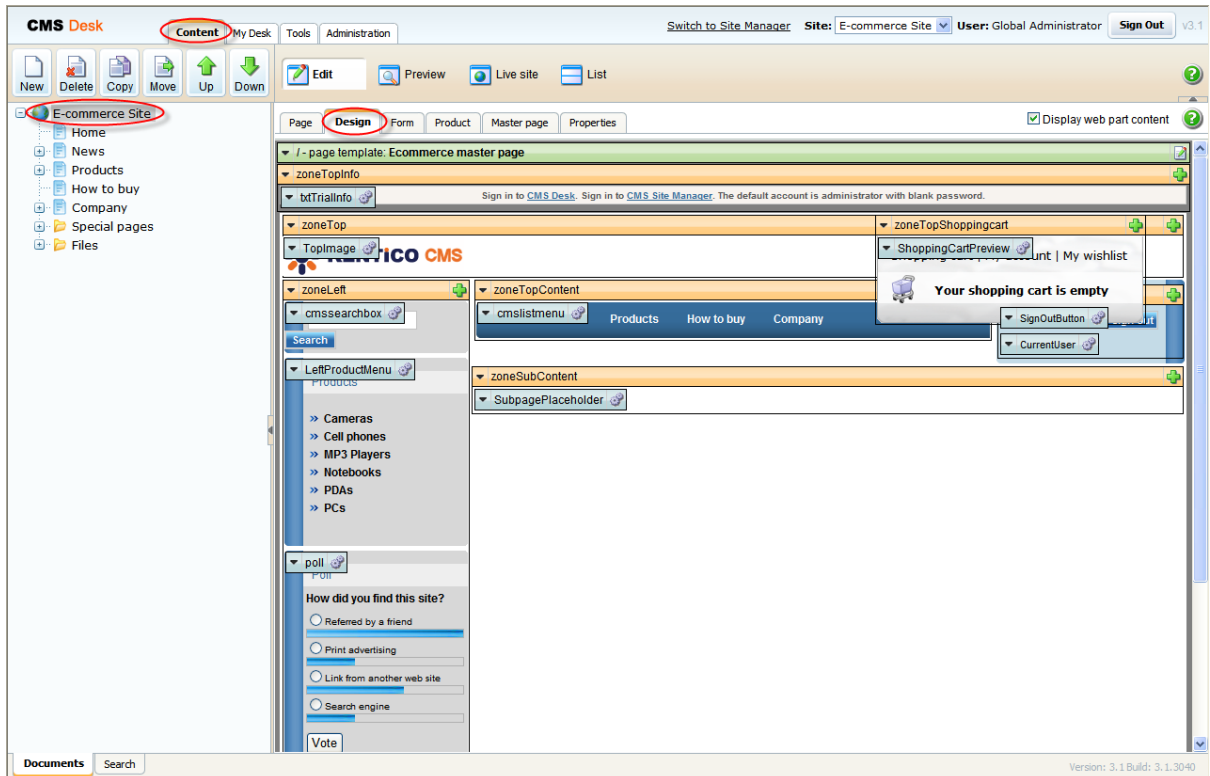 CMS Desk
Content My Desk Tools Administration
Switch to Site Manager Site: E-commerce Site User: Global Administrator Sign Out v3.1
New Delete Copy Move Up Down
Edit Preview Live site List
E-commerce Site
Home
News
Products
How to buy
Company
Special pages
Files
Page Design Form Product Master page Properties
Display web part content
/ - page template: Ecommerce master page
zoneTopInfo
txtTrialInfo Sign in to CMS Desk. Sign in to CMS Site Manager. The default account is administrator with blank password.
zoneTop zoneTopShoppingcart
TopImage CMS
ShoppingCartPreview
| My wishlist
Your shopping cart is empty
zoneLeft zoneTopContent
cmssearchbox
Search
cmslistmenu Products How to buy Company
SignOutButton
CurrentUser
LeftProductMenu
Products
zoneSubContent
SubpagePlaceholder
» Cameras
» Cell phones
» MP3 Players
» Notebooks
» PDAs
» PCs
poll
Poll
How did you find this site?
Referred by a friend
Print advertising
Link from another web site
Search engine
Vote
Documents Search
Version: 3.1 Build: 3.1.3040